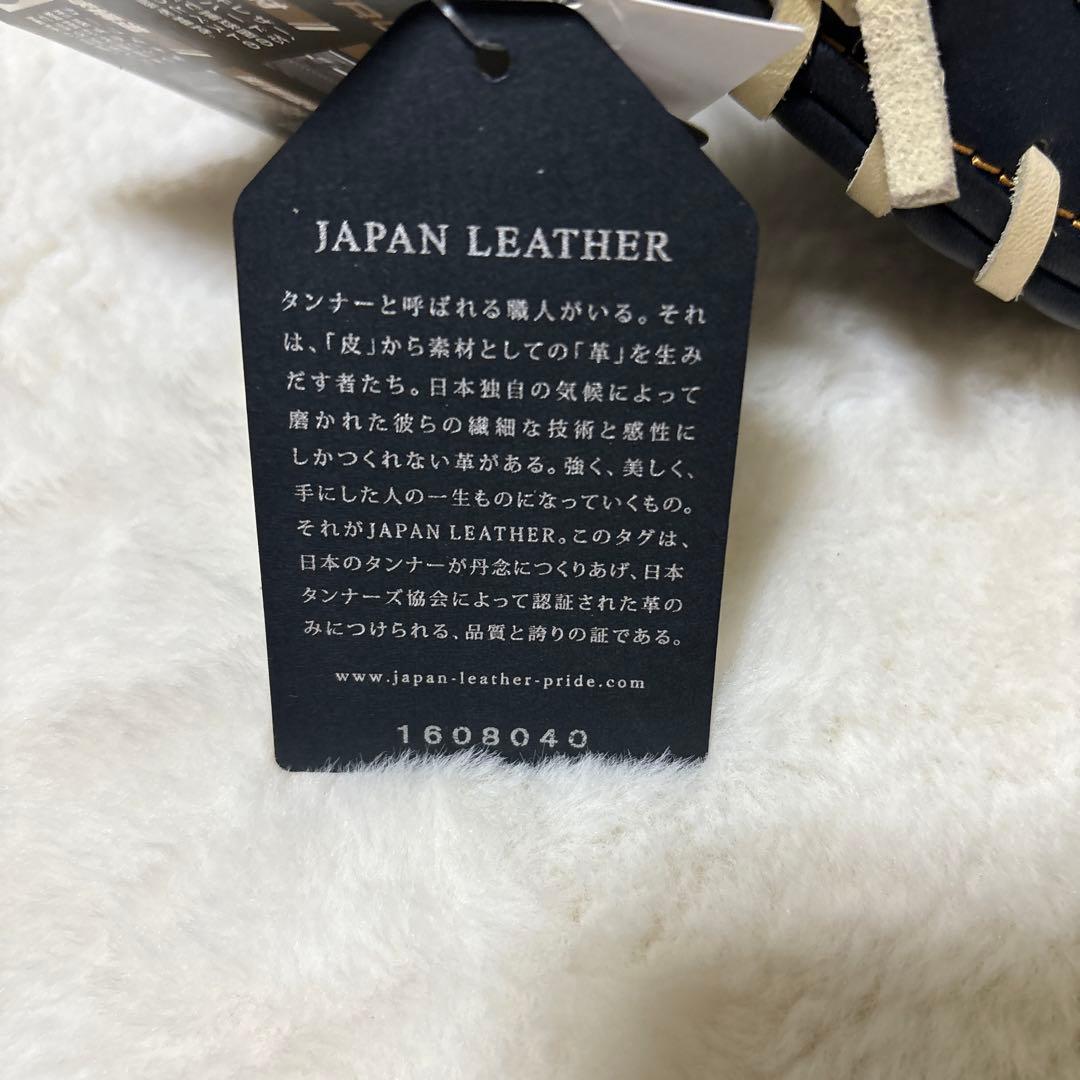 JAPAN LEATHER
タンナーと呼ばれる職人がいる。それ
は、「皮」から素材としての「革」を生み
だす者たち。日本独自の気候によって
磨かれた彼らの繊細な技術と感性に
しかつくれない革がある。強く、美しく、
手にした人の一生ものになっていくもの。
それがJAPAN LEATHER。このタグは、
日本のタンナーが丹念につくりあげ、日本
タンナーズ協会によって認証された革の
みにつけられる、品質と誇りの証である。
www.japan-leather-pride.com
1608040